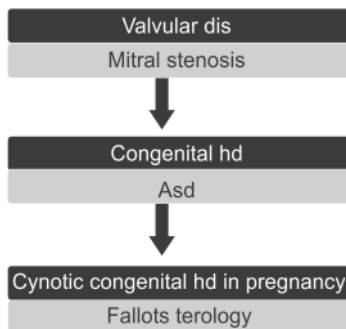 Valvular dis
Mitral stenosis
Congenital hd
Asd
Cynotic congenital hd in pregnancy
Fallots terology